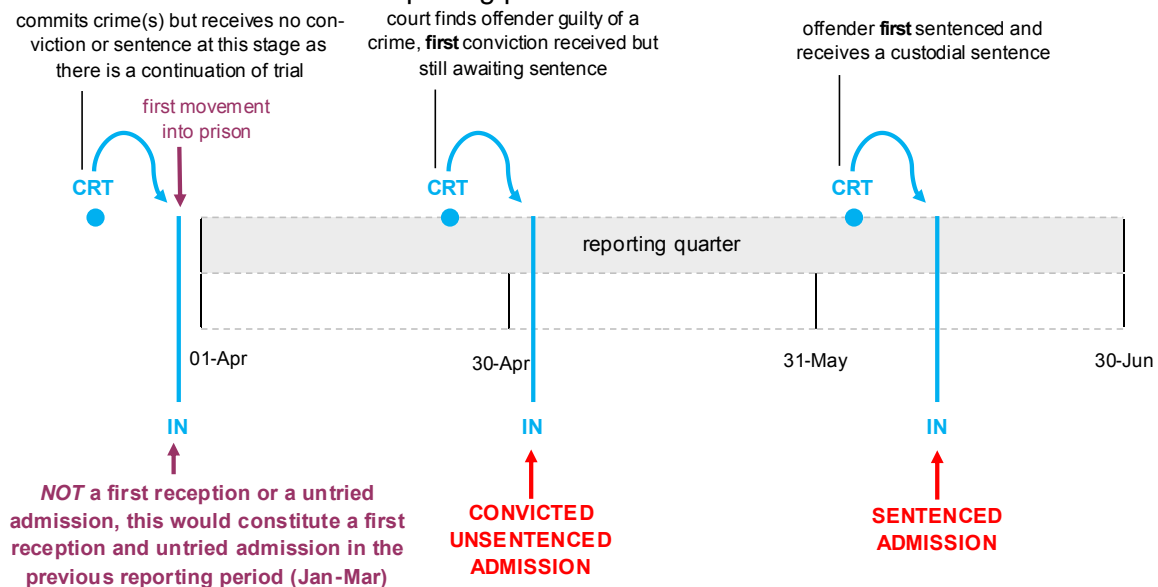 commits crime(s) but receives no con-
viction or sentence at this stage as
there is a continuation of trial
court finds offender guilty of a
crime, first conviction received but
still awaiting sentence
offender first sentenced and
receives a custodial sentence
first movement
into prison
CRT
CRT
CRT
reporting quarter
01-Apr
30-Apr
31-May
30-Jun
IN
IN
IN
NOT a first reception or a untried
admission, this would constitute a first
reception and untried admission in the
previous reporting period (Jan-Mar)
CONVICTED
UNSENTENCED
ADMISSION
SENTENCED
ADMISSION